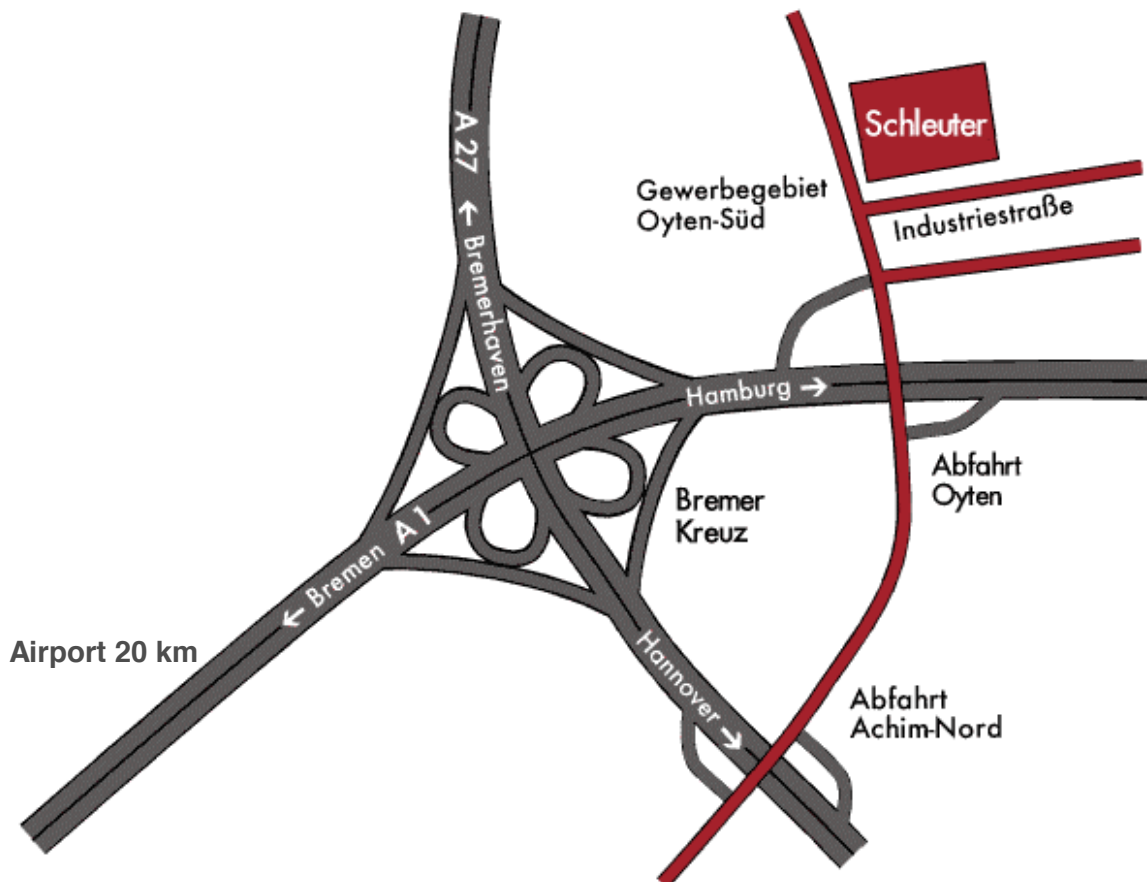 A 27
← Bremerhaven
Schleuter
Gewerbegebiet
Oyten-Süd
Industriestraße
Hamburg →
Abfahrt
Oyten
Bremer
Kreuz
← Bremen A 1
Airport 20 km
Hannover →
Abfahrt
Achim-Nord